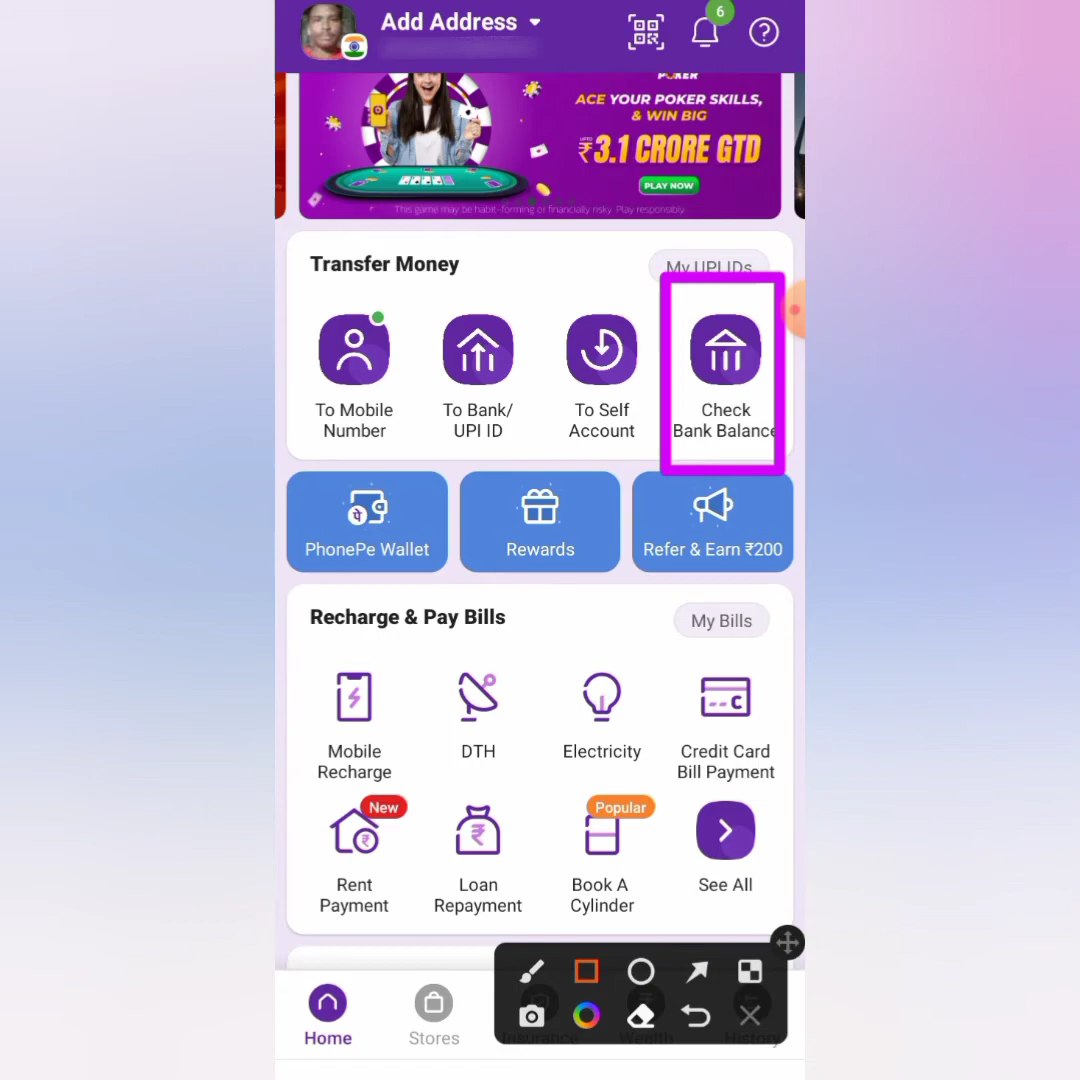 Add Address
6
?
POKER
ACE YOUR POKER SKILLS,
& WIN BIG
UPTO ₹3.1 CRORE GTD
PLAY NOW
This game may be habit-forming or financially risky. Play responsibly.
Transfer Money
My UPI IDs
To Mobile
Number
To Bank/
UPI ID
To Self
Account
Check
Bank Balance
पे
PhonePe Wallet
Rewards
Refer & Earn ₹200
Recharge & Pay Bills
My Bills
C
Mobile
Recharge
DTH
Electricity
Credit Card
Bill Payment
New
Popular
₹
₹
Rent
Payment
Loan
Repayment
Book A
Cylinder
See All
Home
Stores
Insurance
Wealth
History